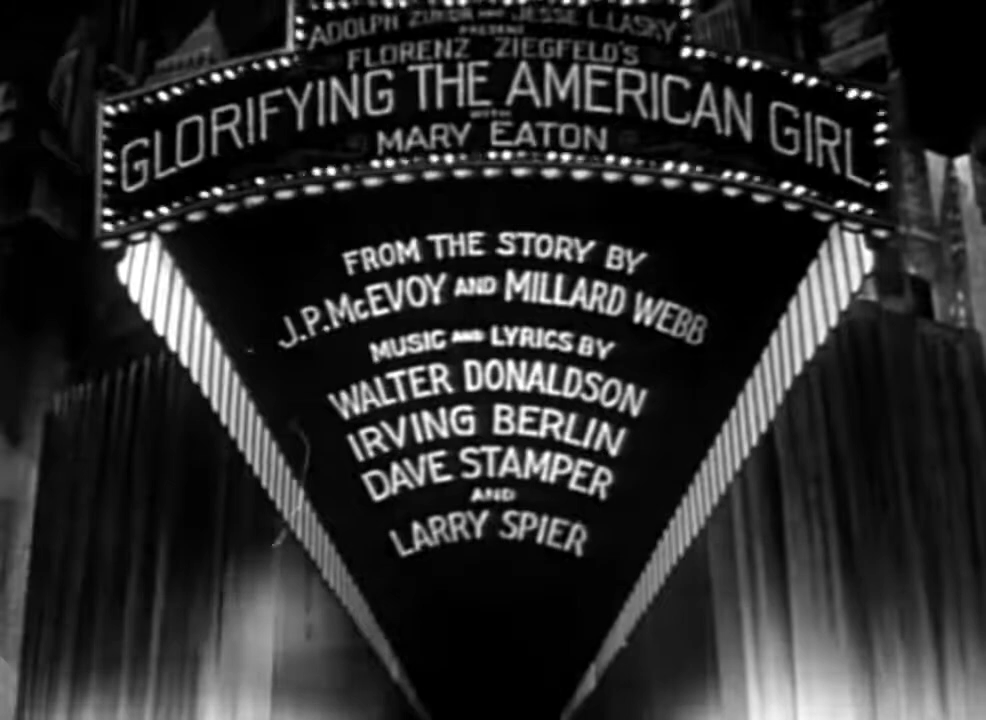 ADOLPH ZUKOR AND JESSE L. LASKY
PRESENT
FLORENZ ZIEGFELD'S
GLORIFYING THE AMERICAN GIRL
WITH
MARY EATON
FROM THE STORY BY
J.P. McEVOY AND MILLARD WEBB
MUSIC AND LYRICS BY
WALTER DONALDSON
IRVING BERLIN
DAVE STAMPER
AND
LARRY SPIER